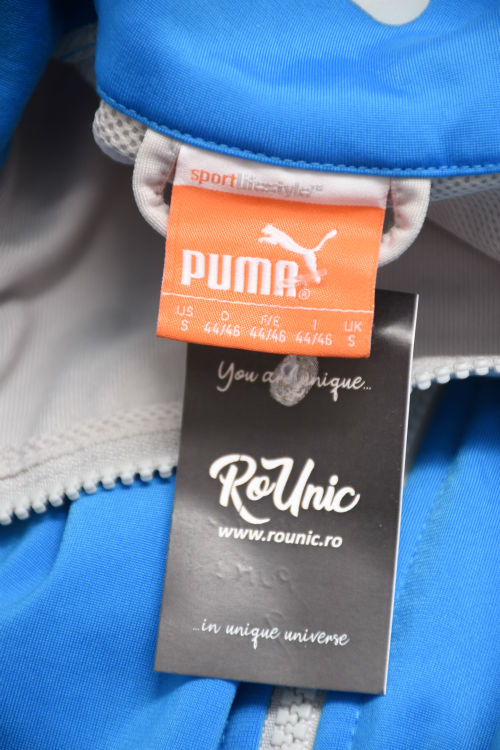 sportlifestyle
PUMA®
US D F/E I UK
S 44/46 44/46 44/46 S
You are unique...
RoUnic
www.rounic.ro
...in unique universe